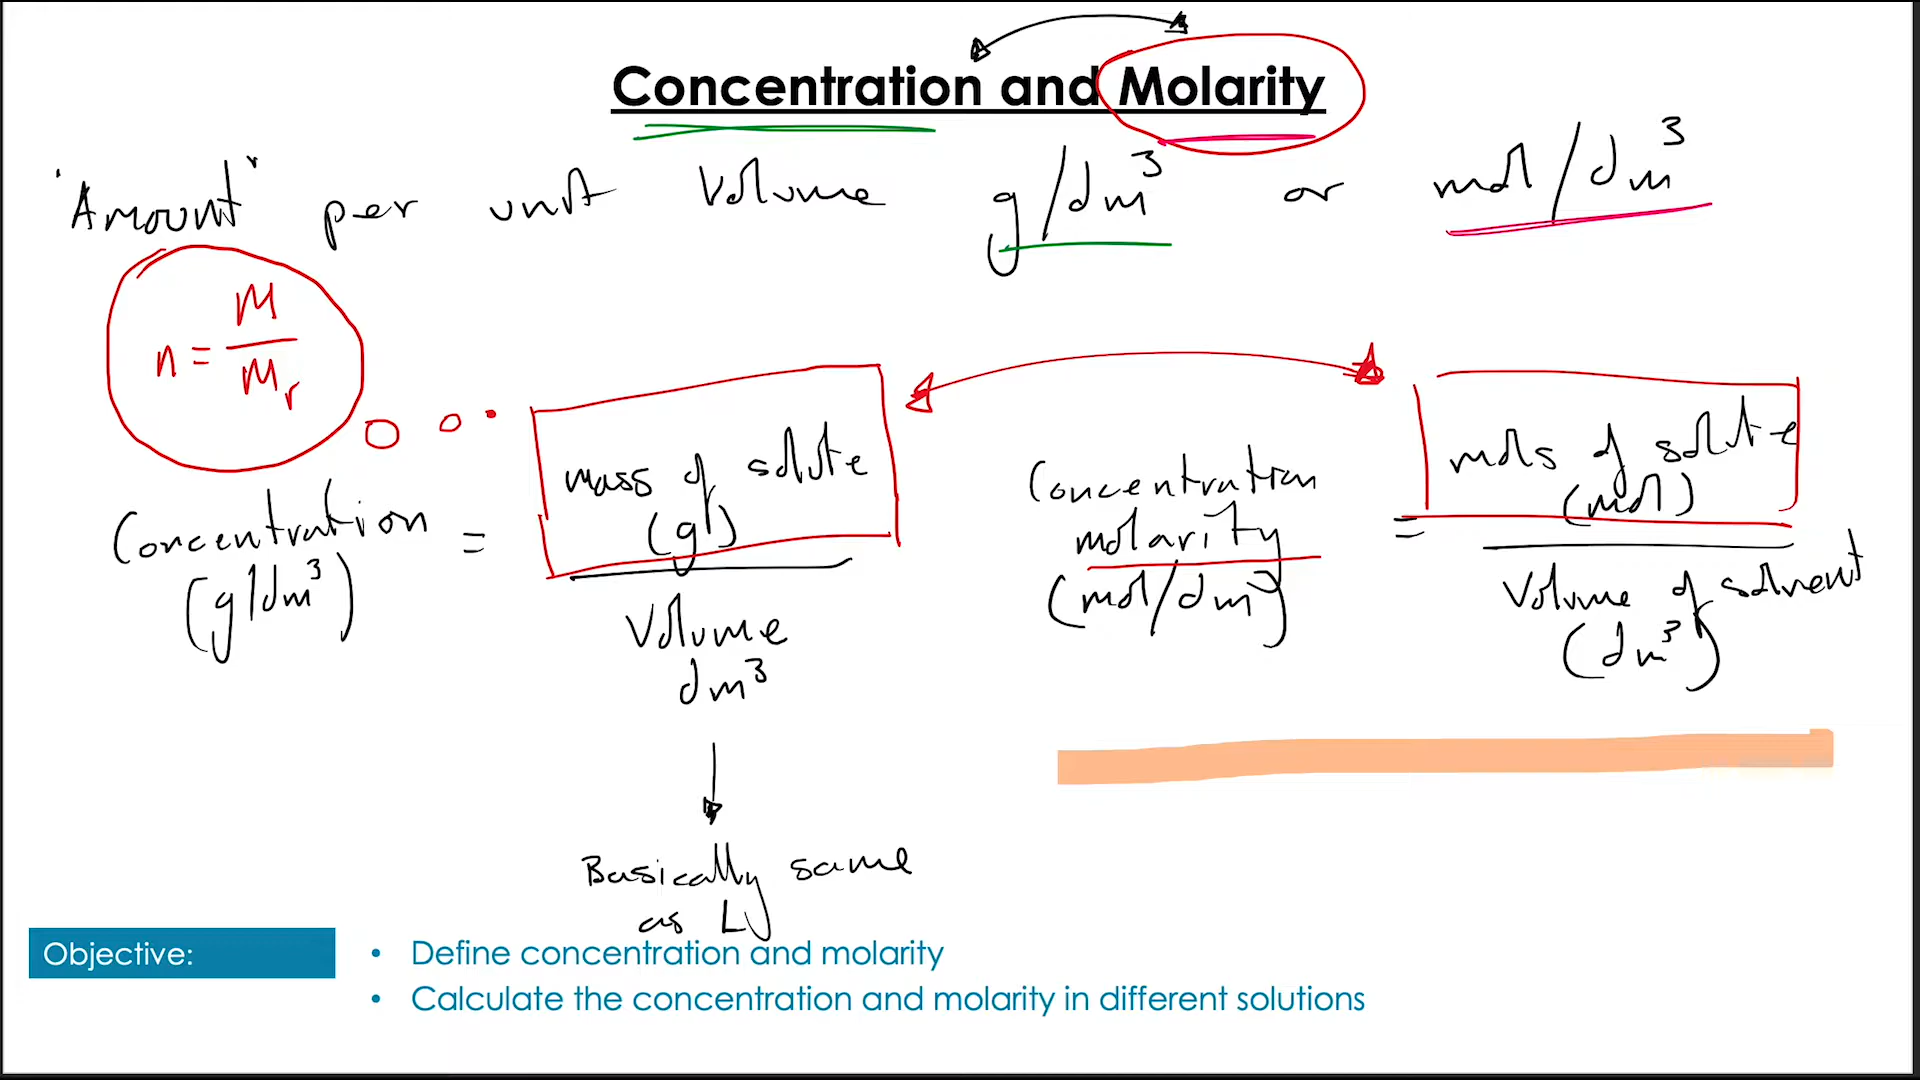 Concentration and Molarity
"Amount" per unit Volume g/dm³ or mol/dm³
n = M
Mr
Concentration
(g/dm³)
=
mass of solute
(g)
Volume
dm³
Concentration
molarity
(mol/dm³)
=
mols of solute
(mol)
Volume of solvent
(dm³)
Basically same
as L
Objective:
• Define concentration and molarity
• Calculate the concentration and molarity in different solutions